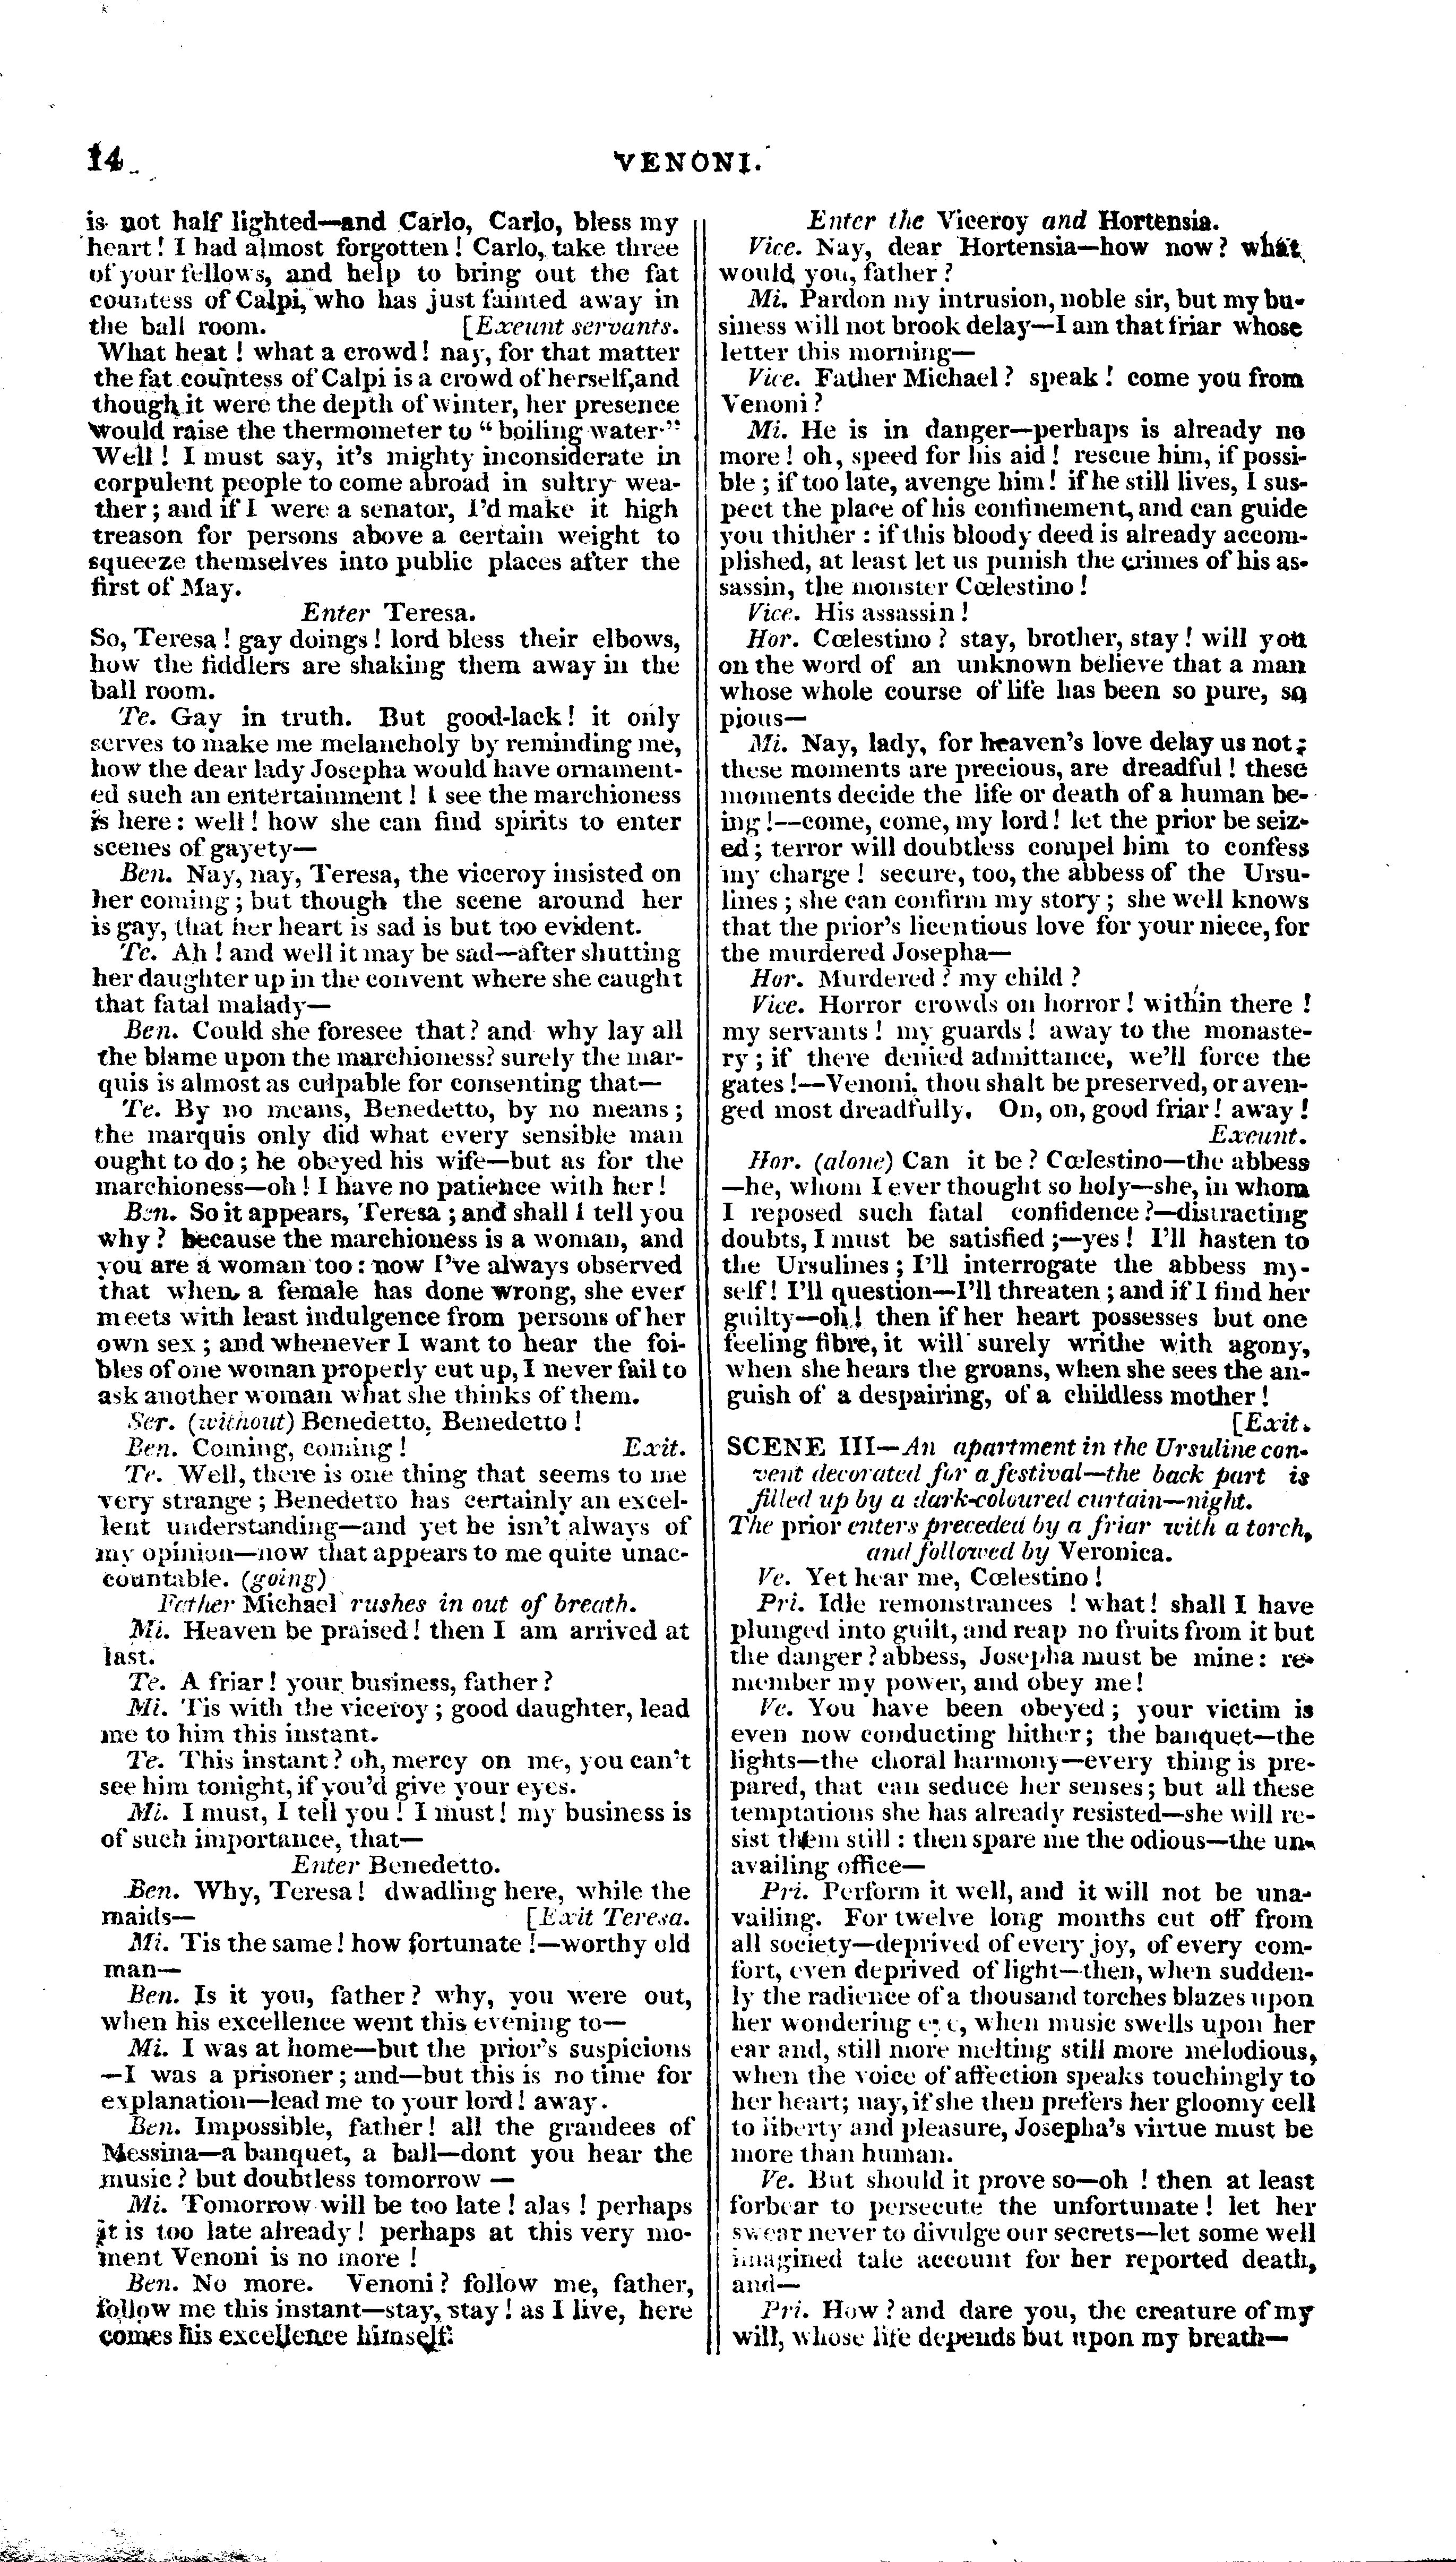 14
VENONI.
is not half lighted—and Carlo, Carlo, bless my
heart! I had almost forgotten! Carlo, take three
of your fellows, and help to bring out the fat
countess of Calpi, who has just fainted away in
the ball room. [Exeunt servants.
What heat! what a crowd! nay, for that matter
the fat countess of Calpi is a crowd of herself, and
though it were the depth of winter, her presence
would raise the thermometer to "boiling water."
Well! I must say, it's mighty inconsiderate in
corpulent people to come abroad in sultry wea-
ther; and if I were a senator, I'd make it high
treason for persons above a certain weight to
squeeze themselves into public places after the
first of May.
Enter Teresa.
So, Teresa! gay doings! lord bless their elbows,
how the fiddlers are shaking them away in the
ball room.
Te. Gay in truth. But good-lack! it only
serves to make me melancholy by reminding me,
how the dear lady Josepha would have ornament-
ed such an entertainment! I see the marchioness
is here: well! how she can find spirits to enter
scenes of gayety—
Ben. Nay, nay, Teresa, the viceroy insisted on
her coming; but though the scene around her
is gay, that her heart is sad is but too evident.
Te. Ah! and well it may be sad—after shutting
her daughter up in the convent where she caught
that fatal malady—
Ben. Could she foresee that? and why lay all
the blame upon the marchioness? surely the mar-
quis is almost as culpable for consenting that—
Te. By no means, Benedetto, by no means;
the marquis only did what every sensible man
ought to do; he obeyed his wife—but as for the
marchioness—oh! I have no patience with her!
Ben. So it appears, Teresa; and shall I tell you
why? because the marchioness is a woman, and
you are a woman too: now I've always observed
that when a female has done wrong, she ever
meets with least indulgence from persons of her
own sex; and whenever I want to hear the foi-
bles of one woman properly cut up, I never fail to
ask another woman what she thinks of them.
Ser. (without) Benedetto, Benedetto!
Ben. Coming, coming! Exit.
Te. Well, there is one thing that seems to me
very strange; Benedetto has certainly an excel-
lent understanding—and yet he isn't always of
my opinion—now that appears to me quite unac-
countable. (going)
Father Michael rushes in out of breath.
Mi. Heaven be praised! then I am arrived at
last.
Te. A friar! your business, father?
Mi. Tis with the viceroy; good daughter, lead
me to him this instant.
Te. This instant? oh, mercy on me, you can't
see him tonight, if you'd give your eyes.
Mi. I must, I tell you! I must! my business is
of such importance, that—
Enter Benedetto.
Ben. Why, Teresa! dwadling here, while the
maids— [Exit Teresa.
Mi. Tis the same! how fortunate!—worthy old
man—
Ben. Is it you, father? why, you were out,
when his excellence went this evening to—
Mi. I was at home—but the prior's suspicions
—I was a prisoner; and—but this is no time for
explanation—lead me to your lord! away.
Ben. Impossible, father! all the grandees of
Messina—a banquet, a ball—dont you hear the
music? but doubtless tomorrow —
Mi. Tomorrow will be too late! alas! perhaps
it is too late already! perhaps at this very mo-
ment Venoni is no more!
Ben. No more. Venoni? follow me, father,
follow me this instant—stay, stay! as I live, here
comes his excellence himself.
Enter the Viceroy and Hortensia.
Vice. Nay, dear Hortensia—how now? what
would you, father?
Mi. Pardon my intrusion, noble sir, but my bu-
siness will not brook delay—I am that friar whose
letter this morning—
Vice. Father Michael? speak! come you from
Venoni?
Mi. He is in danger—perhaps is already no
more! oh, speed for his aid! rescue him, if possi-
ble; if too late, avenge him! if he still lives, I sus-
pect the place of his confinement, and can guide
you thither: if this bloody deed is already accom-
plished, at least let us punish the crimes of his as-
sassin, the monster Cœlestino!
Vice. His assassin!
Hor. Cœlestino? stay, brother, stay! will you
on the word of an unknown believe that a man
whose whole course of life has been so pure, so
pious—
Mi. Nay, lady, for heaven's love delay us not;
these moments are precious, are dreadful! these
moments decide the life or death of a human be-
ing!—come, come, my lord! let the prior be seiz-
ed; terror will doubtless compel him to confess
my charge! secure, too, the abbess of the Ursu-
lines; she can confirm my story; she well knows
that the prior's licentious love for your niece, for
the murdered Josepha—
Hor. Murdered? my child?
Vice. Horror crowds on horror! within there!
my servants! my guards! away to the monaste-
ry; if there denied admittance, we'll force the
gates!—Venoni, thou shalt be preserved, or aven-
ged most dreadfully. On, on, good friar! away!
Exeunt.
Hor. (alone) Can it be? Cœlestino—the abbess
—he, whom I ever thought so holy—she, in whom
I reposed such fatal confidence?—distracting
doubts, I must be satisfied;—yes! I'll hasten to
the Ursulines; I'll interrogate the abbess my-
self! I'll question—I'll threaten; and if I find her
guilty—oh! then if her heart possesses but one
feeling fibre, it will surely writhe with agony,
when she hears the groans, when she sees the an-
guish of a despairing, of a childless mother!
[Exit.
SCENE III—An apartment in the Ursuline con-
vent decorated for a festival—the back part is
filled up by a dark-coloured curtain—night.
The prior enters preceded by a friar with a torch,
and followed by Veronica.
Ve. Yet hear me, Cœlestino!
Pri. Idle remonstrances! what! shall I have
plunged into guilt, and reap no fruits from it but
the danger? abbess, Josepha must be mine: re-
member my power, and obey me!
Ve. You have been obeyed; your victim is
even now conducting hither; the banquet—the
lights—the choral harmony—every thing is pre-
pared, that can seduce her senses; but all these
temptations she has already resisted—she will re-
sist them still: then spare me the odious—the un-
availing office—
Pri. Perform it well, and it will not be una-
vailing. For twelve long months cut off from
all society—deprived of every joy, of every com-
fort, even deprived of light—then, when sudden-
ly the radience of a thousand torches blazes upon
her wondering eye, when music swells upon her
ear and, still more melting still more melodious,
when the voice of affection speaks touchingly to
her heart; nay, if she then prefers her gloomy cell
to liberty and pleasure, Josepha's virtue must be
more than human.
Ve. But should it prove so—oh! then at least
forbear to persecute the unfortunate! let her
swear never to divulge our secrets—let some well
imagined tale account for her reported death,
and—
Pri. How? and dare you, the creature of my
will, whose life depends but upon my breath—